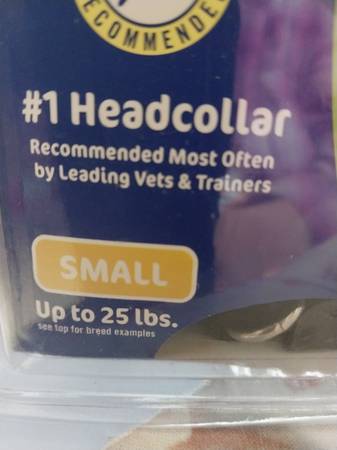 RECOMMENDED
#1 Headcollar
Recommended Most Often
by Leading Vets & Trainers
SMALL
Up to 25 lbs.
see top for breed examples